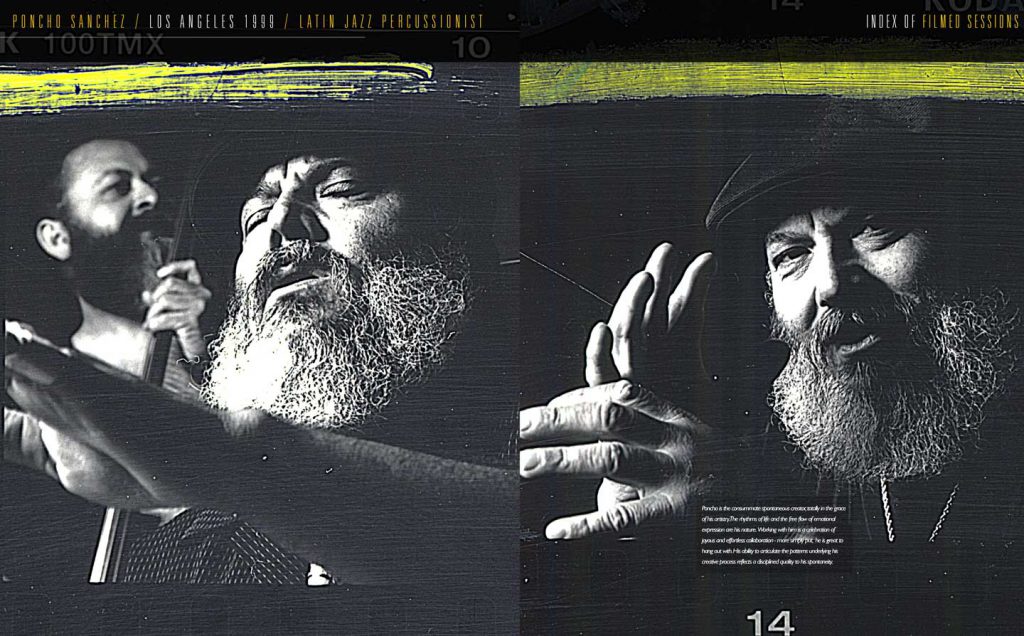 PONCHO SANCHEZ / LOS ANGELES 1999 / LATIN JAZZ PERCUSSIONIST
K 100TMX
10
14
KODA
INDEX OF FILMED SESSIONS
Poncho is the consummate spontaneous creator, totally in the grace
of his artistry. The rhythms of life and the free flow of emotional
expression are his nature. Working with him is a celebration of
joyous and effortless collaboration - more simply put, he is great to
hang out with. His ability to articulate the patterns underlying his
creative process reflects a disciplined quality to his spontaneity.
14